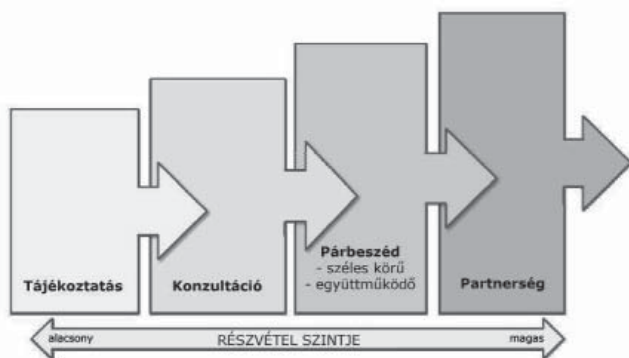 Tájékoztatás
Konzultáció
Párbeszéd
- széles körű
- együttműködő
Partnerség
alacsony
RÉSZVÉTEL SZINTJE
magas